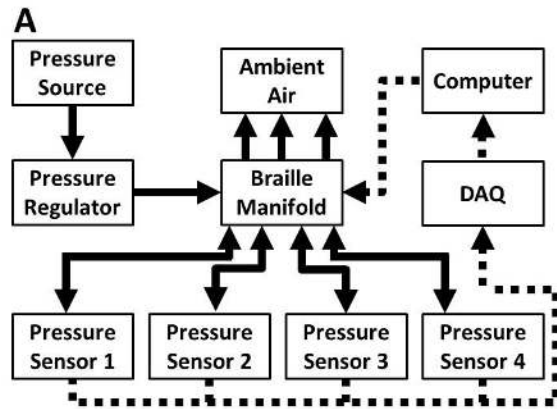 A
Pressure
Source
Ambient
Air
Computer
Pressure
Regulator
Braille
Manifold
DAQ
Pressure
Sensor 1
Pressure
Sensor 2
Pressure
Sensor 3
Pressure
Sensor 4